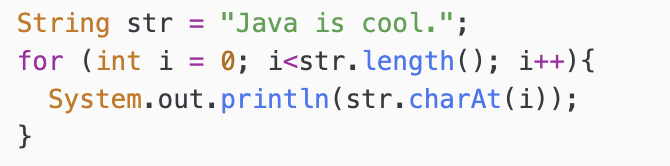 String str = "Java is cool.";
for (int i = 0; i<str.length(); i++){
  System.out.println(str.charAt(i));
}